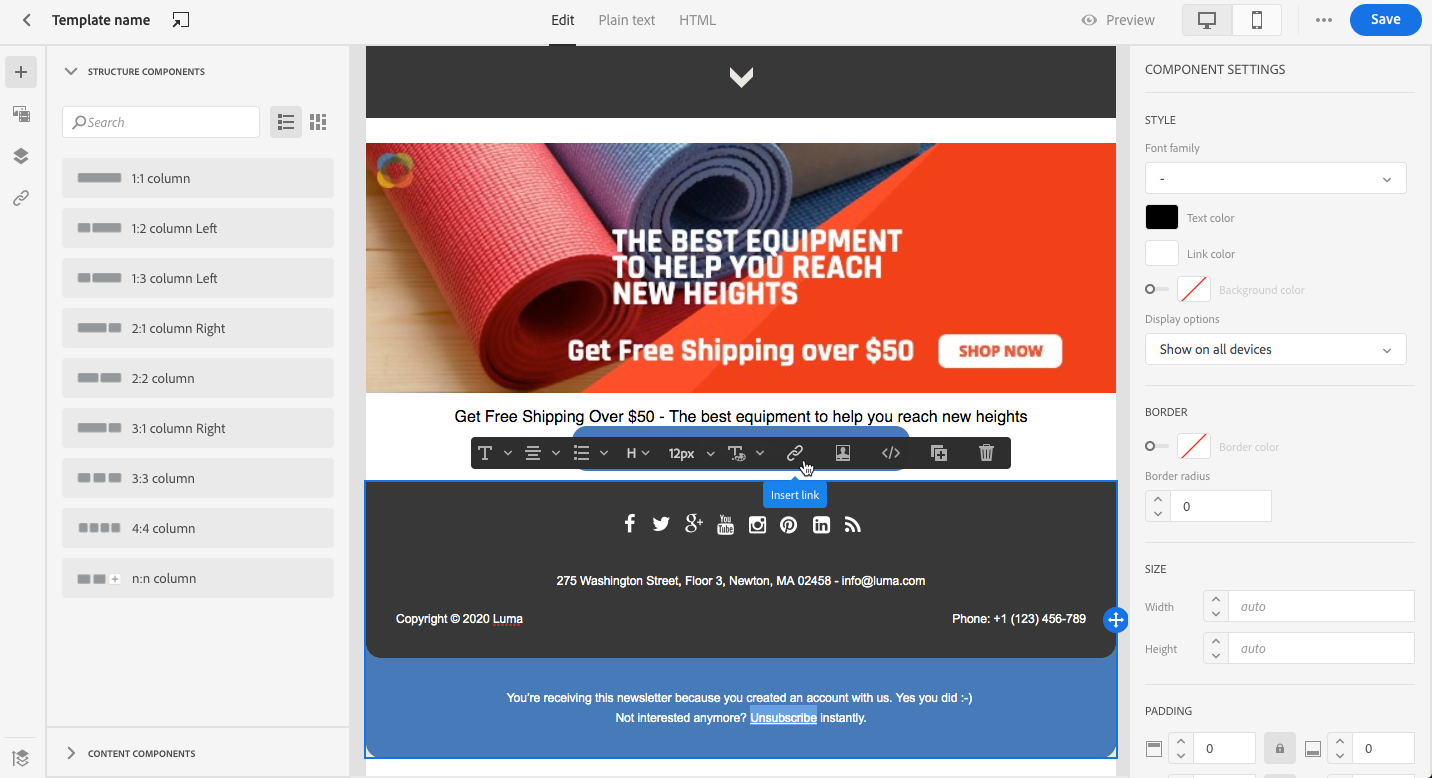 Template name
Edit
Plain text
HTML
Preview
Save
STRUCTURE COMPONENTS
Search
1:1 column
1:2 column Left
1:3 column Left
2:1 column Right
2:2 column
3:1 column Right
3:3 column
4:4 column
n:n column
CONTENT COMPONENTS
THE BEST EQUIPMENT
TO HELP YOU REACH
NEW HEIGHTS
Get Free Shipping over $50
SHOP NOW
Get Free Shipping Over $50 - The best equipment to help you reach new heights
T H 12px T </>
Insert link
g+ You Tube in
275 Washington Street, Floor 3, Newton, MA 02458 - info@luma.com
Copyright © 2020 Luma
Phone: +1 (123) 456-789
You're receiving this newsletter because you created an account with us. Yes you did :-)
Not interested anymore? Unsubscribe instantly.
COMPONENT SETTINGS
STYLE
Font family
-
Text color
Link color
Background color
Display options
Show on all devices
BORDER
Border color
Border radius
0
SIZE
Width auto
Height auto
PADDING
0 0